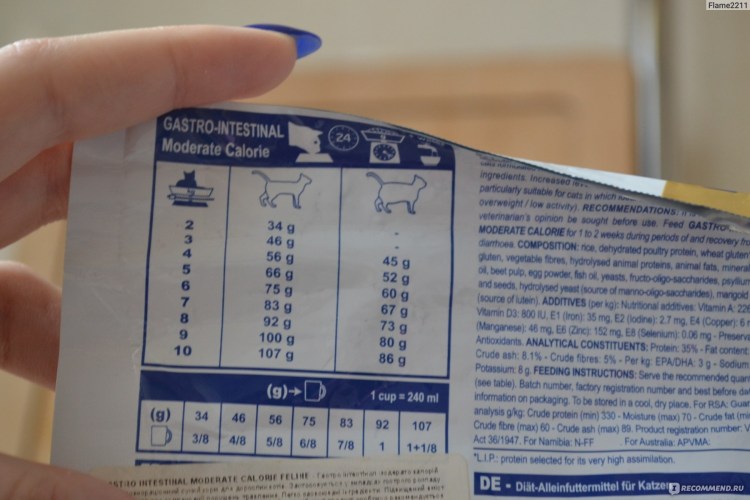 Flame2211
GASTRO-INTESTINAL
Moderate Calorie
24
2 34 g -
3 46 g -
4 56 g 45 g
5 66 g 52 g
6 75 g 60 g
7 83 g 67 g
8 92 g 73 g
9 100 g 80 g
10 107 g 86 g
(g)→
1 cup = 240 ml
(g) 34 46 56 75 83 92 107
3/8 4/8 5/8 6/8 7/8 1 1+1/8
ingredients. Increased
particularly suitable for cats in which
overweight / low activity). RECOMMENDATIONS:
veterinarian's opinion be sought before use. Feed GASTRO
MODERATE CALORIE for 1 to 2 weeks during periods of and recovery fro
diarrhoea. COMPOSITION: rice, dehydrated poultry protein, wheat gluten
gluten, vegetable fibres, hydrolysed animal proteins, animal fats, mineral
oil, beet pulp, egg powder, fish oil, yeasts, fructo-oligo-saccharides, psyllium
and seeds, hydrolysed yeast (source of manno-oligo-saccharides), marigold
(source of lutein). ADDITIVES (per kg): Nutritional additives: Vitamin A: 226
Vitamin D3: 800 IU, E1 (Iron): 35 mg, E2 (Iodine): 2.7 mg, E4 (Copper): 6 m
(Manganese): 46 mg, E6 (Zinc): 152 mg, E8 (Selenium): 0.06 mg - Preserva
Antioxidants. ANALYTICAL CONSTITUENTS: Protein: 35% - Fat content:
Crude ash: 8.1% - Crude fibres: 5% - Per kg: EPA/DHA: 3 g - Sodium
Potassium: 8 g. FEEDING INSTRUCTIONS: Serve the recommended quan
(see table). Batch number, factory registration number and best before dat
information on packaging. To be stored in a cool, dry place. For RSA: Guar
analysis g/kg: Crude protein (min) 330 - Moisture (max) 70 - Crude fat (m
Crude fibre (max) 60 - Crude ash (max) 89. Product registration number: V
Act 36/1947. For Namibia: N-FF . For Australia: APVMA:
*L.I.P.: protein selected for its very high assimilation.
DE - Diät-Alleinfuttermittel für Katzen
STRO INTESTINAL MODERATE CALORIE FELINE -
RECOMMEND.RU